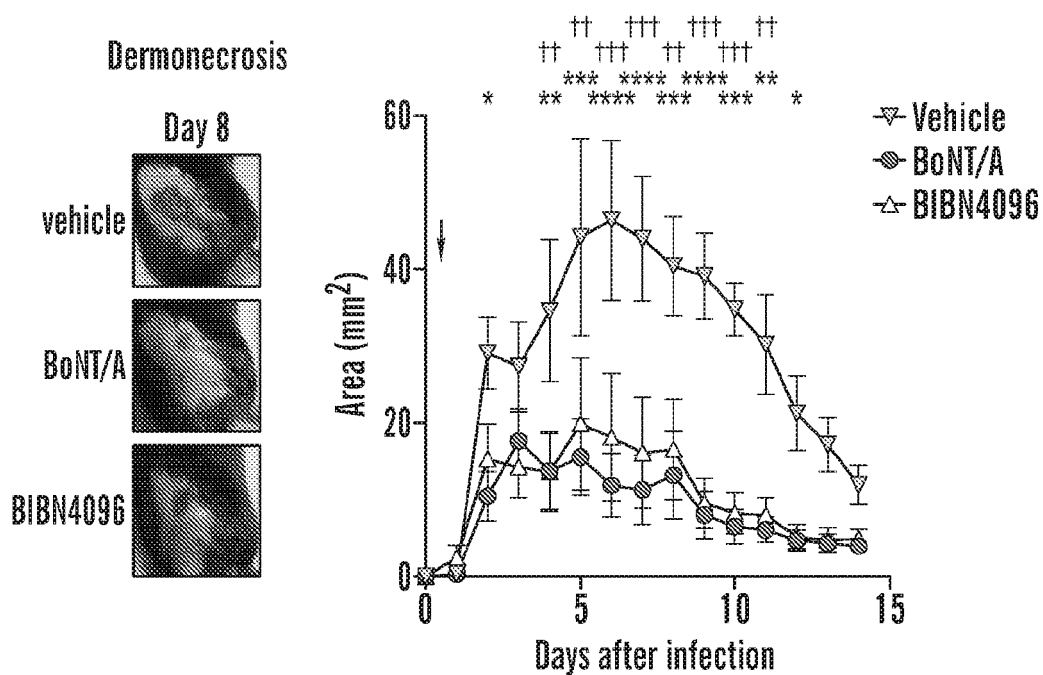 Dermonecrosis
Day 8
vehicle
BoNT/A
BIBN4096
†† ††† ††† ††
†† ††† †† †††
*** **** **** **
* ** **** *** *** *
Vehicle
BoNT/A
BIBN4096
60
40
20
0
Area (mm²)
0 5 10 15
Days after infection